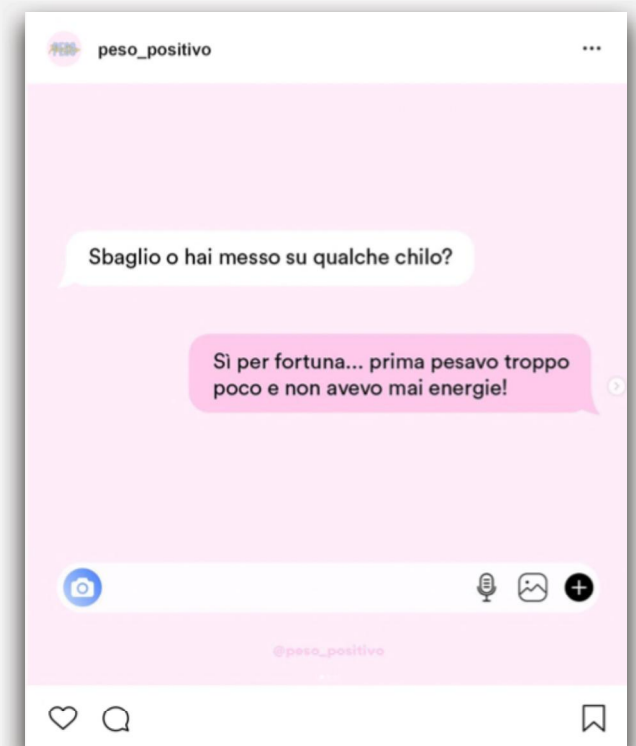 peso_positivo
Sbaglio o hai messo su qualche chilo?
Sì per fortuna... prima pesavo troppo
poco e non avevo mai energie!
@peso_positivo